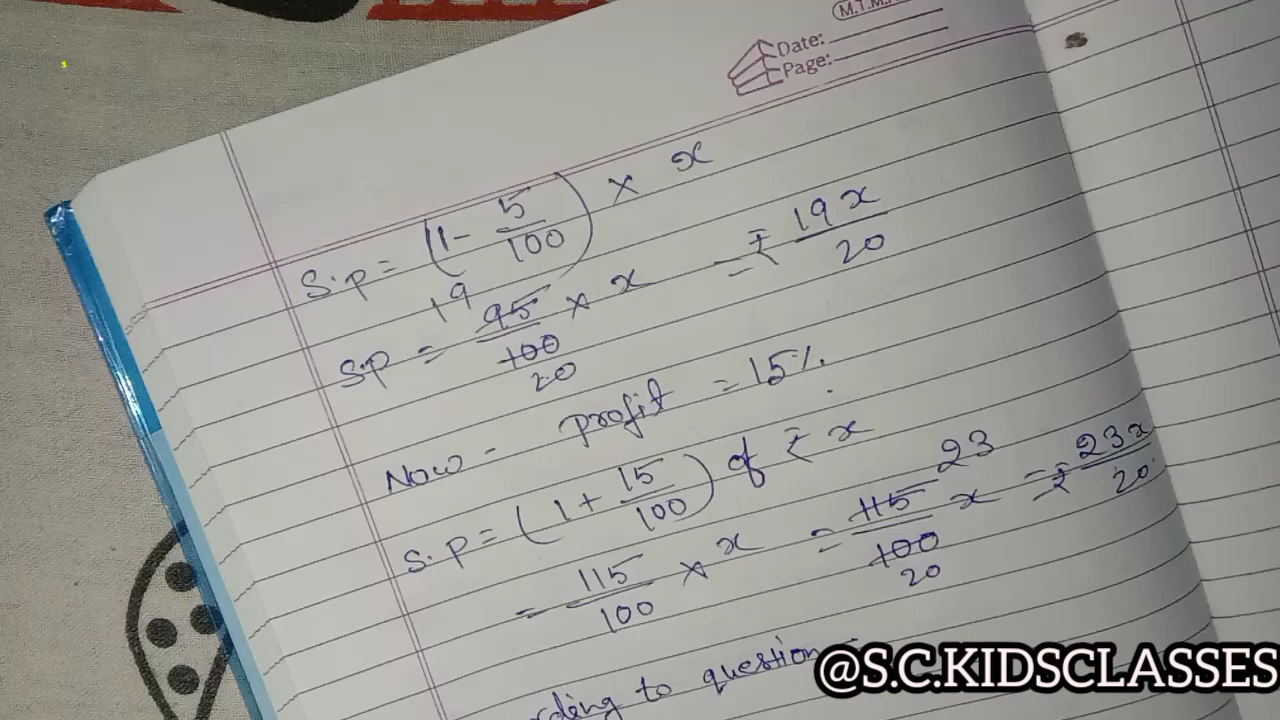 Date:
Page:
S.P = (1 - 5/100) × x
S.P = 95/100 × x = ₹ 19x/20
19
20
Now - profit = 15%.
S.P = (1 + 15/100) of ₹ x
= 115/100 × x = 115/100 x = ₹ 23x/20
23
20
to question -
@S.C.KIDSCLASSES